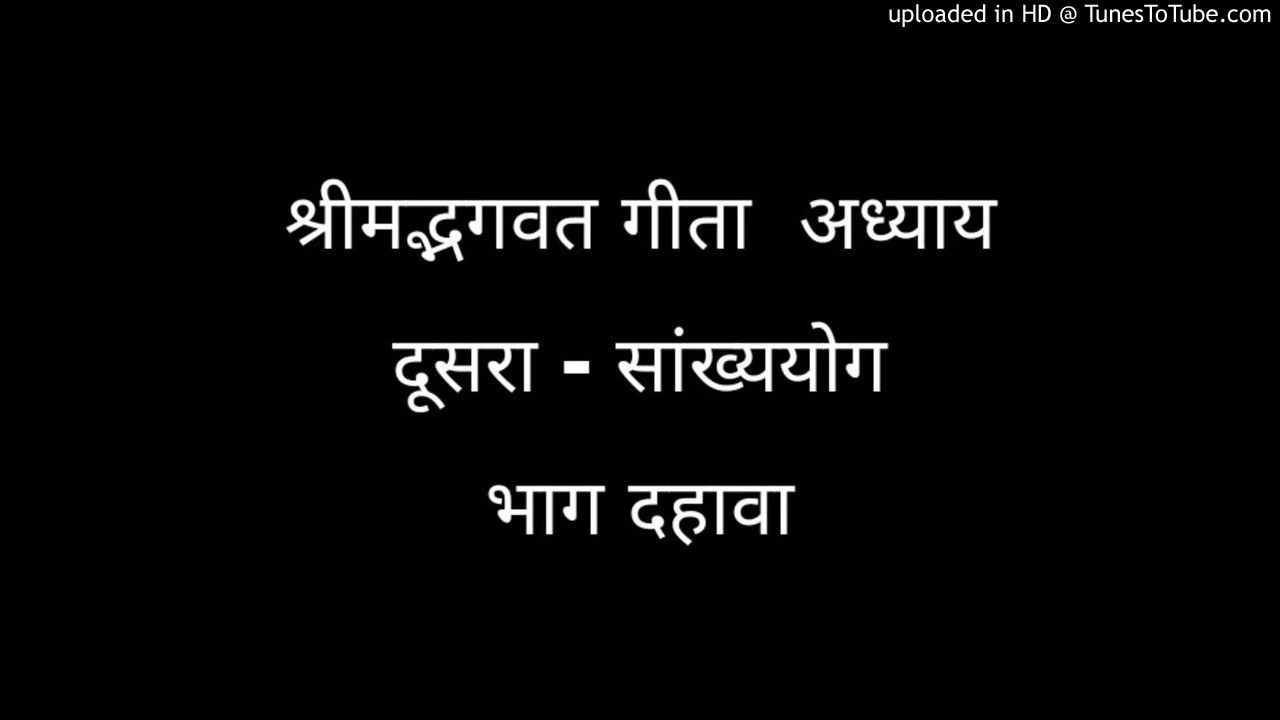 uploaded in HD @ TunesToTube.com
श्रीमद्भगवत गीता अध्याय
दूसरा - सांख्ययोग
भाग दहावा